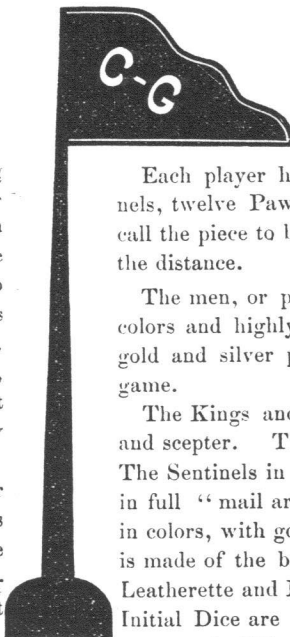 C-G
Each player h
nels, twelve Paw
call the piece to b
the distance.
The men, or p
colors and highly
gold and silver p
game.
The Kings and
and scepter. T
The Sentinels in
in full “ mail ar
in colors, with go
is made of the b
Leatherette and
Initial Dice are